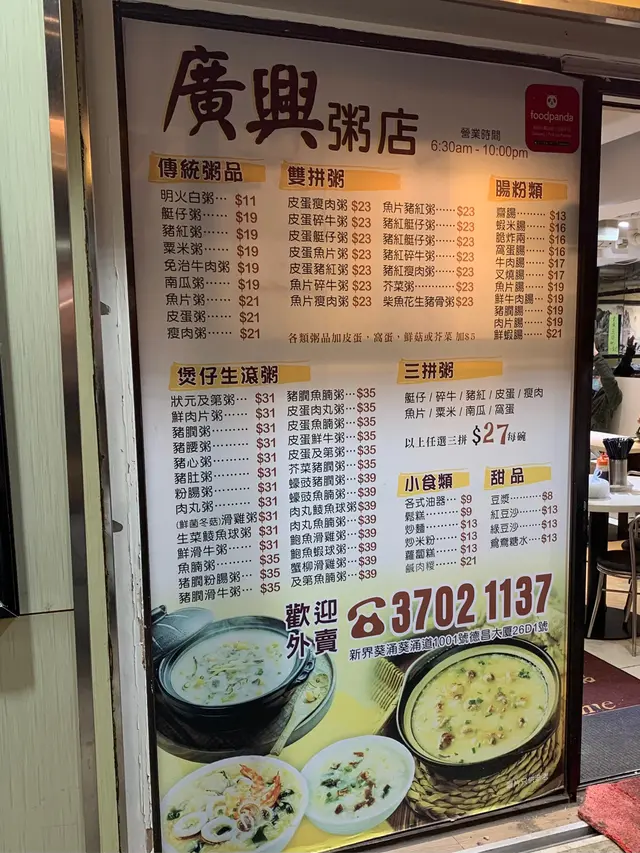 廣興粥店
營業時間
6:30am - 10:00pm
foodpanda
傳統粥品
明火白粥… $11
艇仔粥… $19
豬紅粥… $19
粟米粥… $19
免治牛肉粥 $19
南瓜粥… $19
魚片粥… $21
皮蛋粥… $21
瘦肉粥… $21
雙拼粥
皮蛋瘦肉粥 $23
皮蛋碎牛粥 $23
皮蛋艇仔粥 $23
皮蛋魚片粥 $23
皮蛋豬紅粥 $23
魚片碎牛粥 $23
魚片瘦肉粥 $23
魚片豬紅粥…$23
豬紅艇仔粥…$23
豬紅艇仔粥…$23
豬紅碎牛粥…$23
豬紅瘦肉粥…$23
芥菜粥……$23
柴魚花生豬骨粥$23
各類粥品加皮蛋，窩蛋，鮮菇或芥菜 加$5
腸粉類
齋腸……… $13
蝦米腸…… $16
脆炸兩…… $16
窩蛋腸…… $16
牛肉腸…… $17
叉燒腸…… $17
魚片腸…… $19
鮮牛肉腸… $19
豬膶腸…… $19
肉片腸…… $19
鮮蝦腸…… $21
煲仔生滾粥
狀元及第粥… $31
鮮肉片粥… $31
豬膶粥…… $31
豬腰粥…… $31
豬心粥…… $31
豬肚粥…… $31
粉腸粥…… $31
肉丸粥…… $31
(鮮菌冬菇)滑雞粥$31
生菜鯪魚球粥$31
鮮滑牛粥… $31
魚腩粥…… $35
豬膶粉腸粥… $35
豬膶滑牛粥… $35
豬膶魚腩粥…$35
皮蛋肉丸粥…$35
皮蛋魚腩粥…$35
皮蛋鮮牛粥…$35
皮蛋及第粥…$35
芥菜豬膶粥…$35
蠔豉豬膶粥…$39
蠔豉魚腩粥…$39
肉丸鯪魚球粥$39
肉丸魚腩粥…$39
鮑魚滑雞粥…$39
鮑魚蝦球粥…$39
蟹柳滑雞粥…$39
及第魚腩粥…$39
三拼粥
艇仔 / 碎牛 / 豬紅 / 皮蛋 / 瘦肉
魚片 / 粟米 / 南瓜 / 窩蛋
以上任選三拼 $27每碗
小食類
各式油器… $9
鬆糕…… $9
炒麵…… $13
炒米粉… $13
蘿蔔糕… $13
鹹肉糉… $21
甜品
豆漿……$8
紅豆沙…$13
綠豆沙…$13
鴛鴦糖水…$13
歡迎外賣
☎3702 1137
新界葵涌葵涌道1001號德昌大廈26D1號